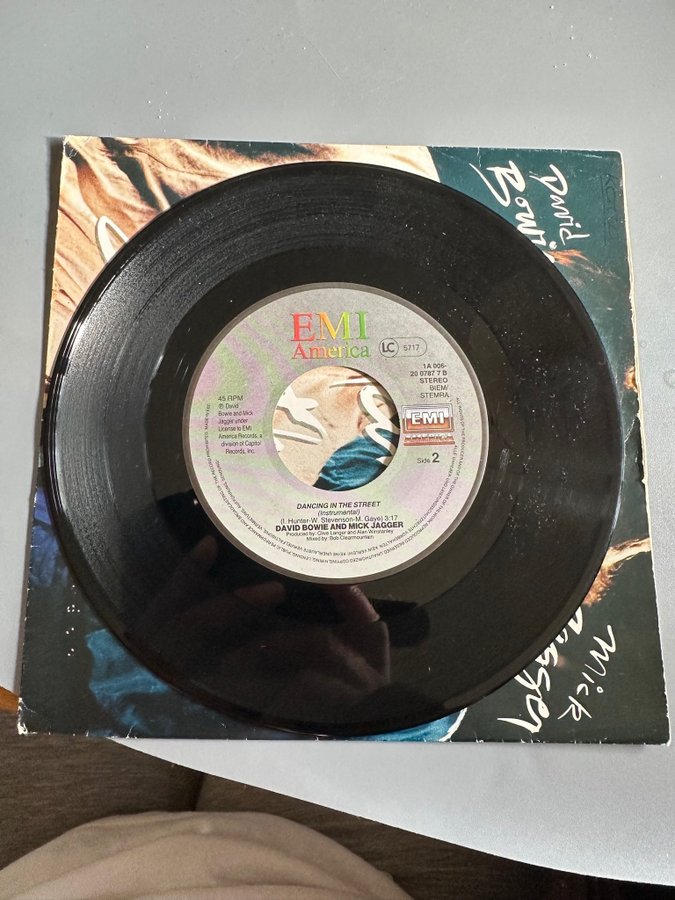 David
Bowi
EMI
America
LC 5717
1A 006-
20 0787 7 B
STEREO
BIEM/
STEMRA
45 RPM
℗ David
Bowie and Mick
Jagger under
License to EMI
America Records, a
division of Capitol
Records, Inc.
EMI
AMERICA
Side 2
DANCING IN THE STREET
(Instrumental)
(I. Hunter-W. Stevenson-M. Gaye) 3:17
DAVID BOWIE AND MICK JAGGER
Produced by: Clive Langer and Alan Winstanley
Mixed by: Bob Clearmountain
Mick
Jagger